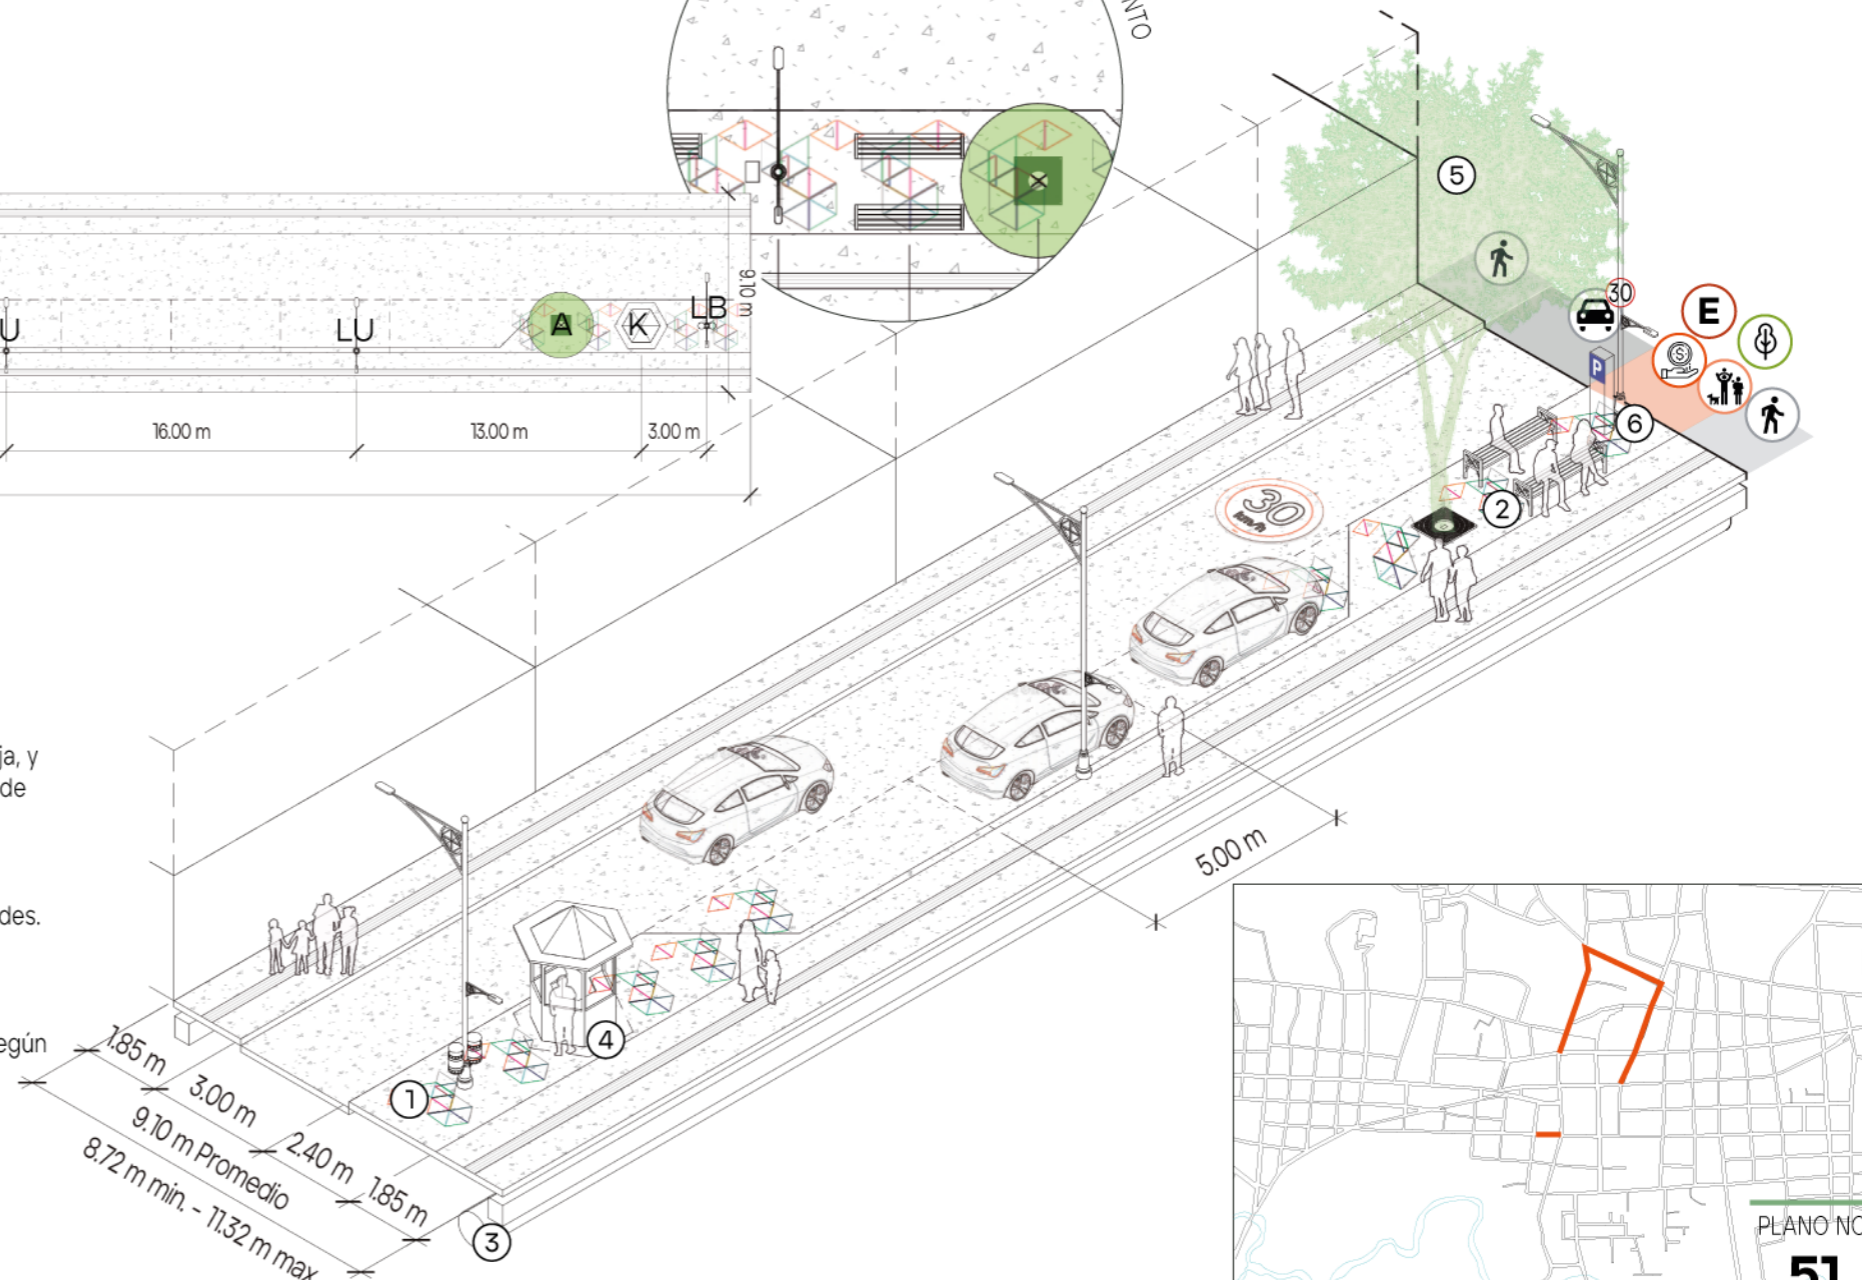 NTO
5
9.10 m
U
LU
A
K
LB
16.00 m
13.00 m
3.00 m
30
E
$
P
6
2
30
km/h
ja, y
de
des.
egún
5.00 m
4
1
3
1.85 m
3.00 m
2.40 m
1.85 m
9.10 m Promedio
8.72 m min. - 11.32 m max
PLANO NO
51